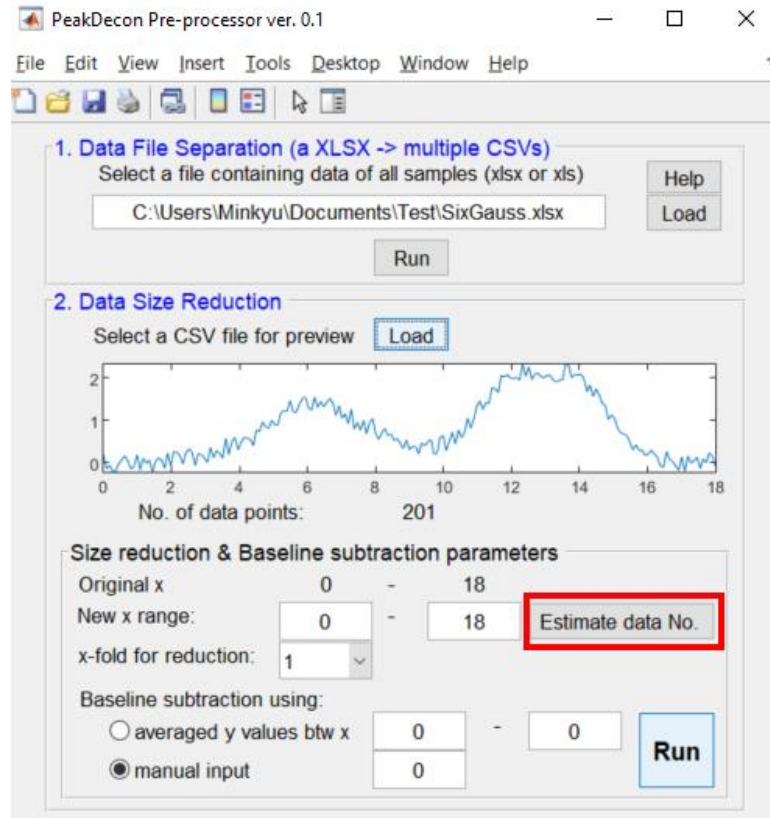 PeakDecon Pre-processor ver. 0.1
File Edit View Insert Tools Desktop Window Help
1. Data File Separation (a XLSX -> multiple CSVs)
Select a file containing data of all samples (xlsx or xls)
Help
C:\Users\Minkyu\Documents\Test\SixGauss.xlsx
Load
Run
2. Data Size Reduction
Select a CSV file for preview Load
2
1
0
0 2 4 6 8 10 12 14 16 18
No. of data points: 201
Size reduction & Baseline subtraction parameters
Original x 0 - 18
New x range: 0 - 18 Estimate data No.
x-fold for reduction: 1
Baseline subtraction using:
averaged y values btw x 0 - 0
manual input 0
Run